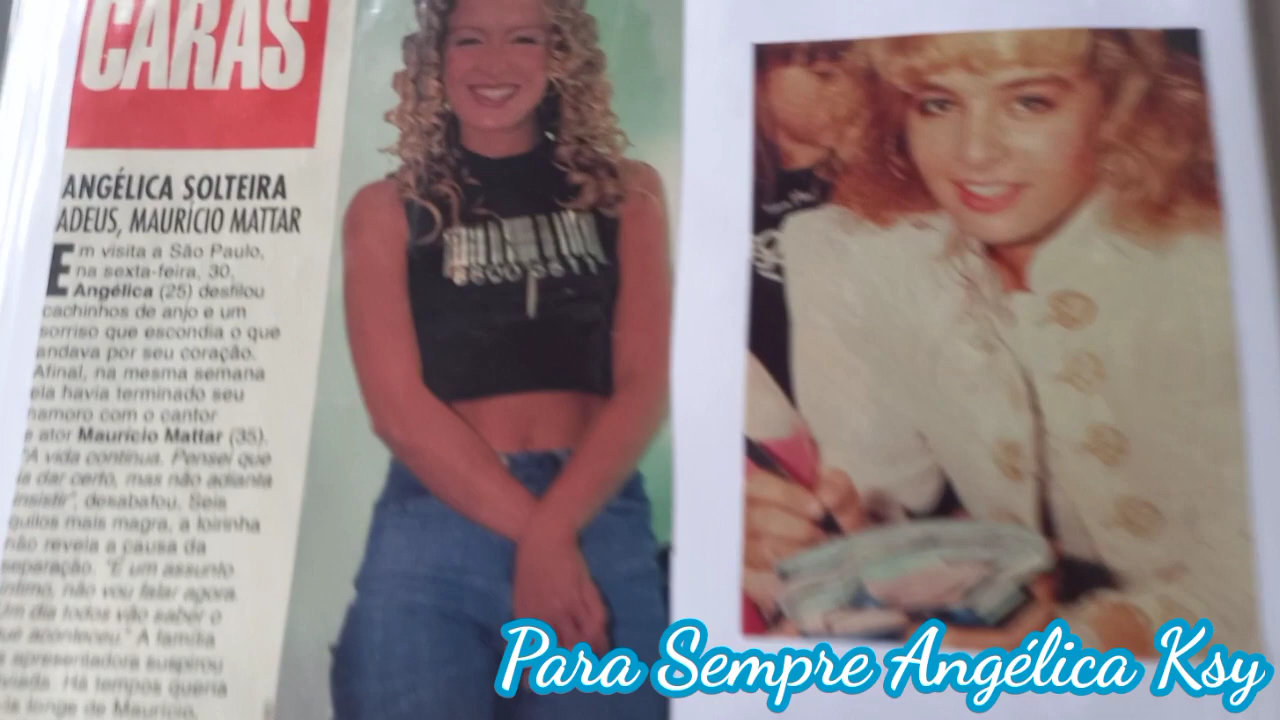 CARAS
ANGÉLICA SOLTEIRA
ADEUS, MAURÍCIO MATTAR
Em visita a São Paulo,
na sexta-feira, 30,
Angélica (25) desfilou
cachinhos de anjo e um
sorriso que escondia o que
andava por seu coração.
Afinal, na mesma semana
ela havia terminado seu
namoro com o cantor
e ator Maurício Mattar (35).
"A vida continua. Pensei que
ia dar certo, mas não adianta
insistir", desabafou. Seis
quilos mais magra, a loirinha
não revela a causa da
separação. "É um assunto
íntimo, não vou falar agora.
Um dia todos vão saber o
que aconteceu." A família
apresentadora suspirou
Há tempos queria
longe de Maurício,
Para Sempre Angélica Ksy